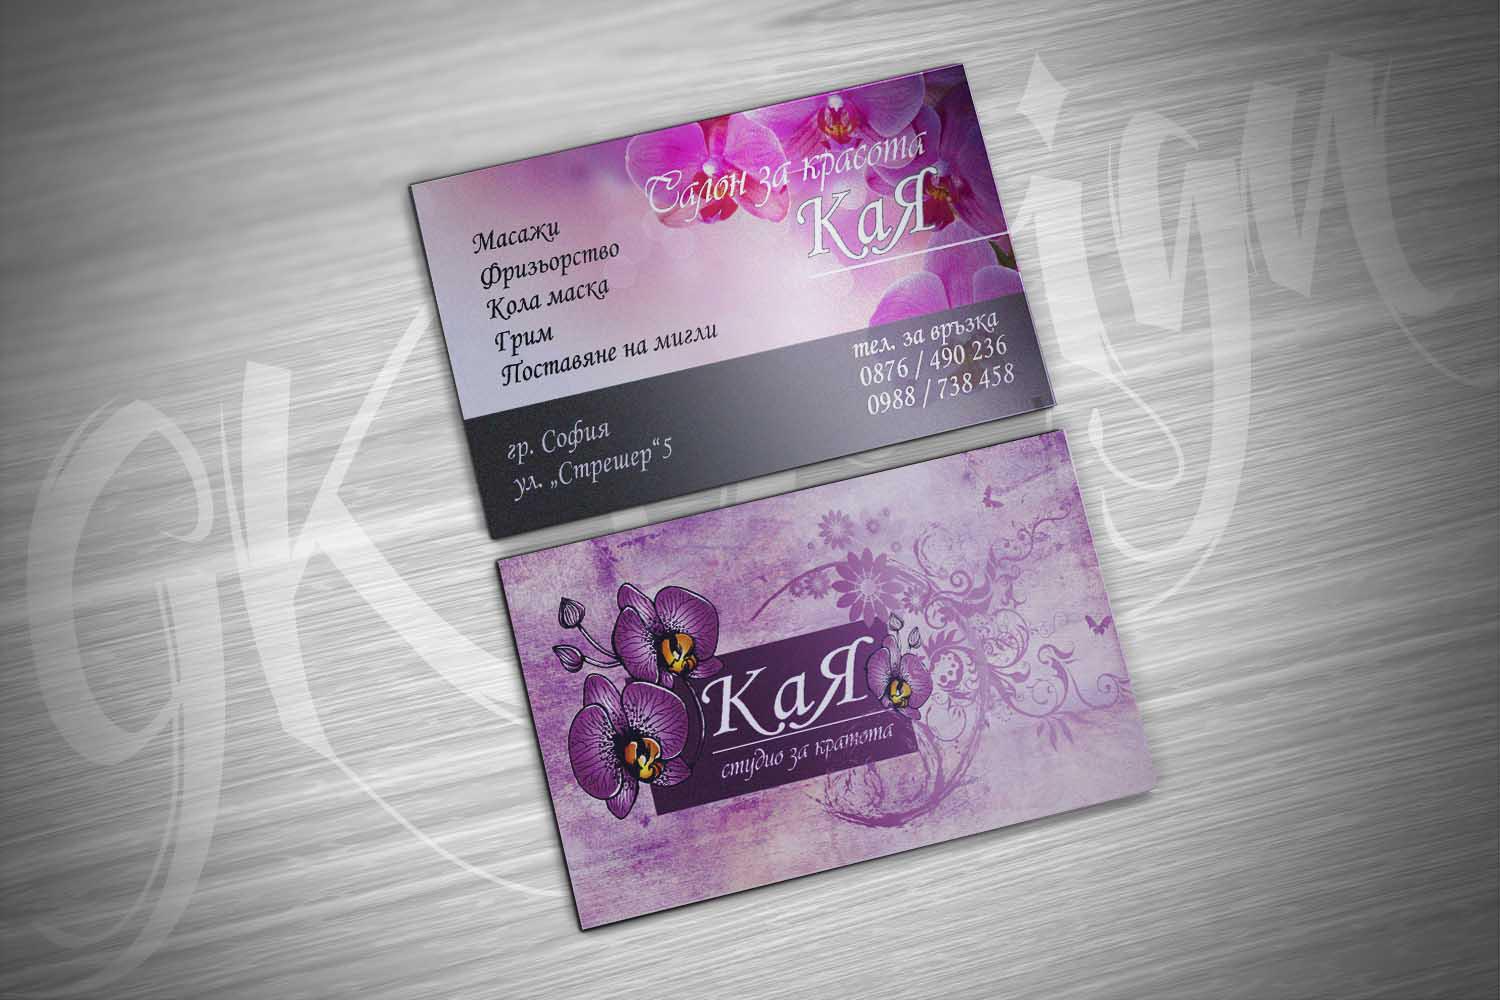 Салон за красота
КаЯ
Масажи
Фризьорство
Кола маска
Грим
Поставяне на мигли
тел. за връзка
0876 / 490 236
0988 / 738 458
гр. София
ул. „Стрешер“ 5
КаЯ
студио за кратота